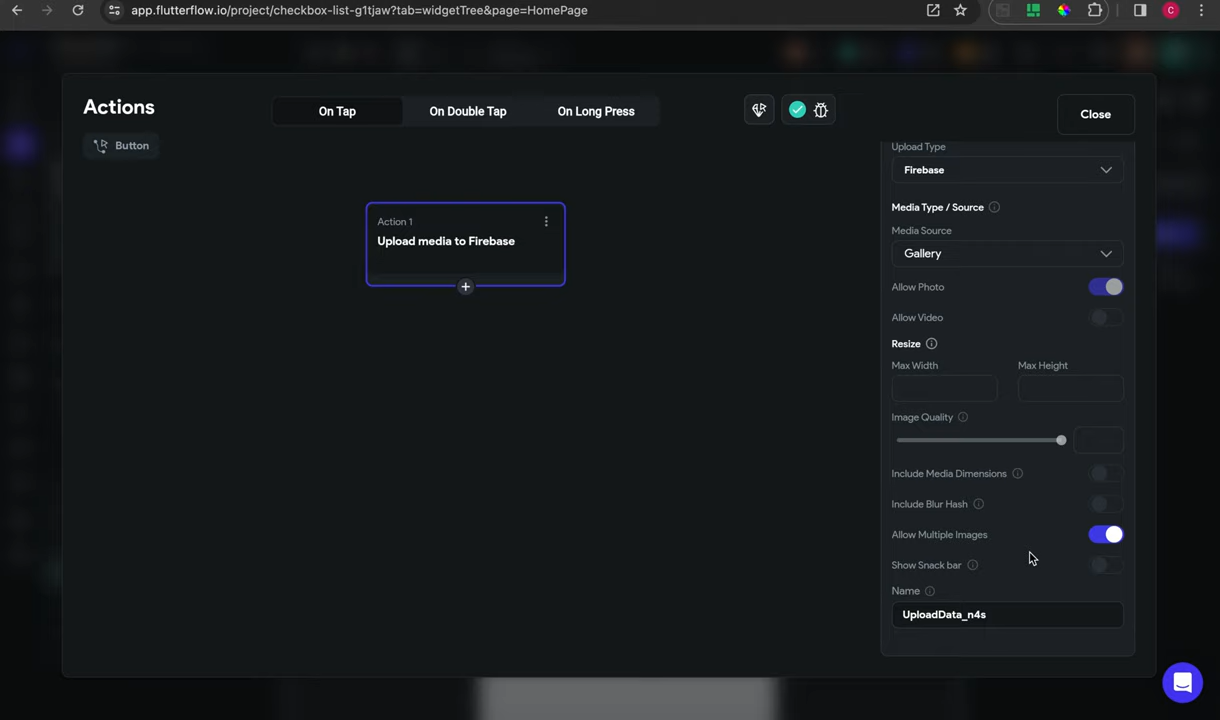 app.flutterflow.io/project/checkbox-list-g1tjaw?tab=widgetTree&page=HomePage
C
Actions
On Tap
On Double Tap
On Long Press
Close
Button
Action 1
Upload media to Firebase
Upload Type
Firebase
Media Type / Source
Media Source
Gallery
Allow Photo
Allow Video
Resize
Max Width
Max Height
Image Quality
Include Media Dimensions
Include Blur Hash
Allow Multiple Images
Show Snack bar
Name
UploadData_n4s